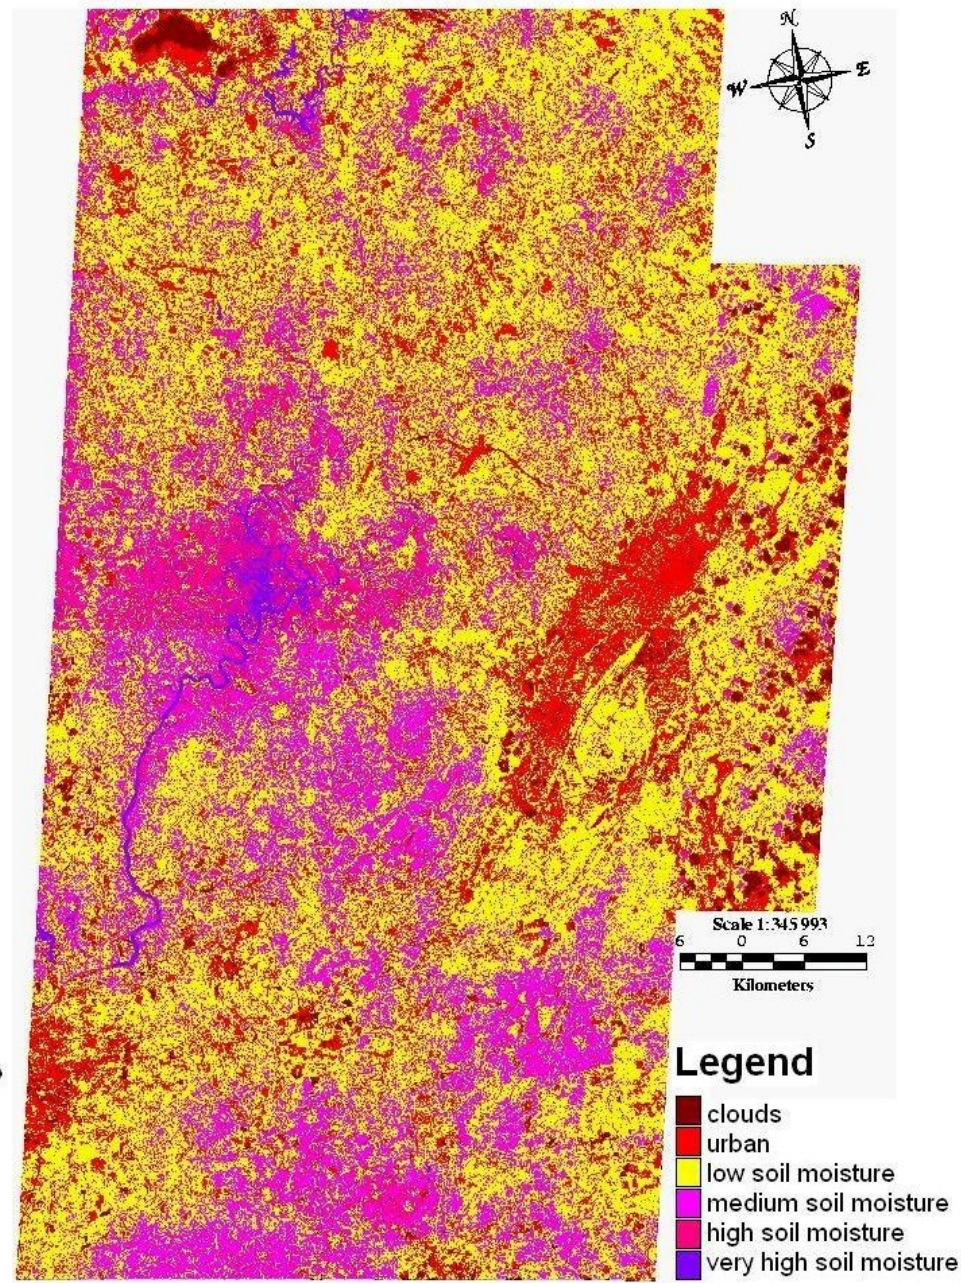 N
W E
S
Scale 1:345 993
6 0 6 12
Kilometers
Legend
clouds
urban
low soil moisture
medium soil moisture
high soil moisture
very high soil moisture